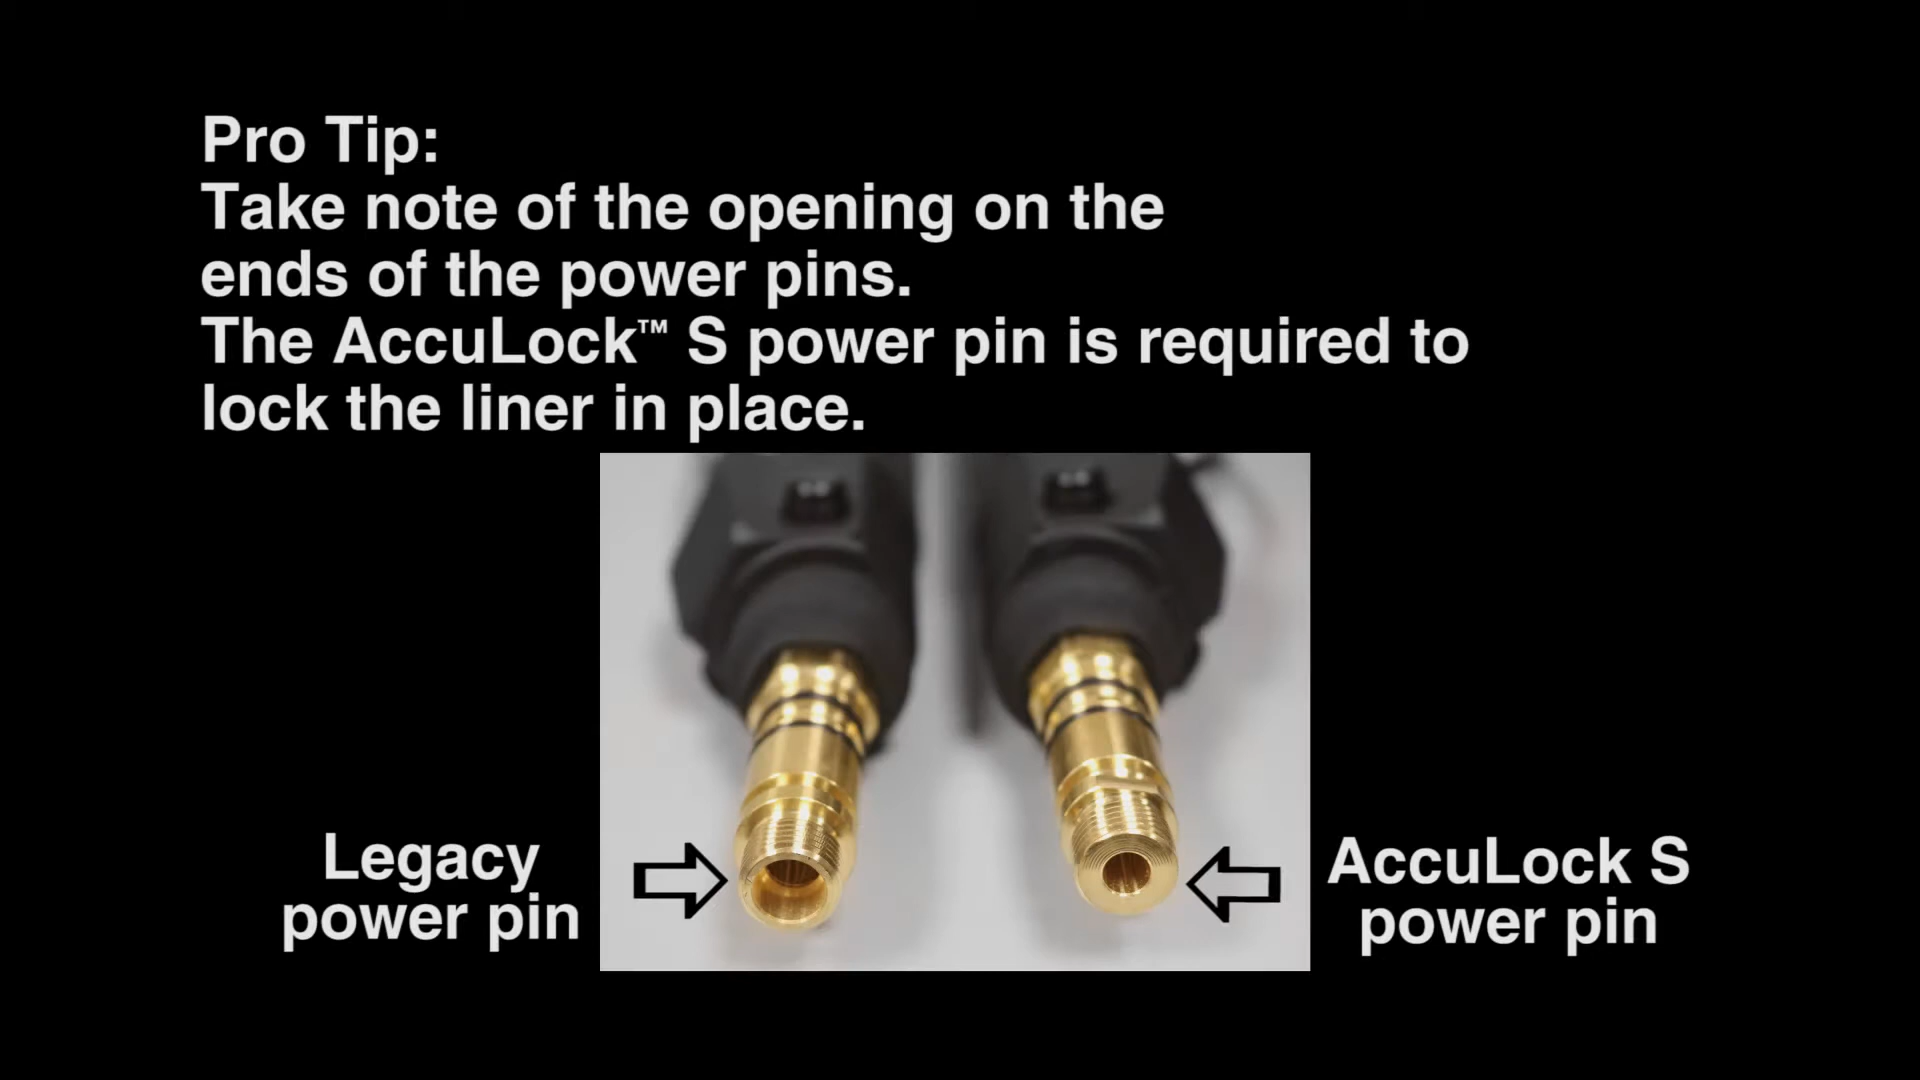 Pro Tip:
Take note of the opening on the
ends of the power pins.
The AccuLock™ S power pin is required to
lock the liner in place.
Legacy
power pin
AccuLock S
power pin